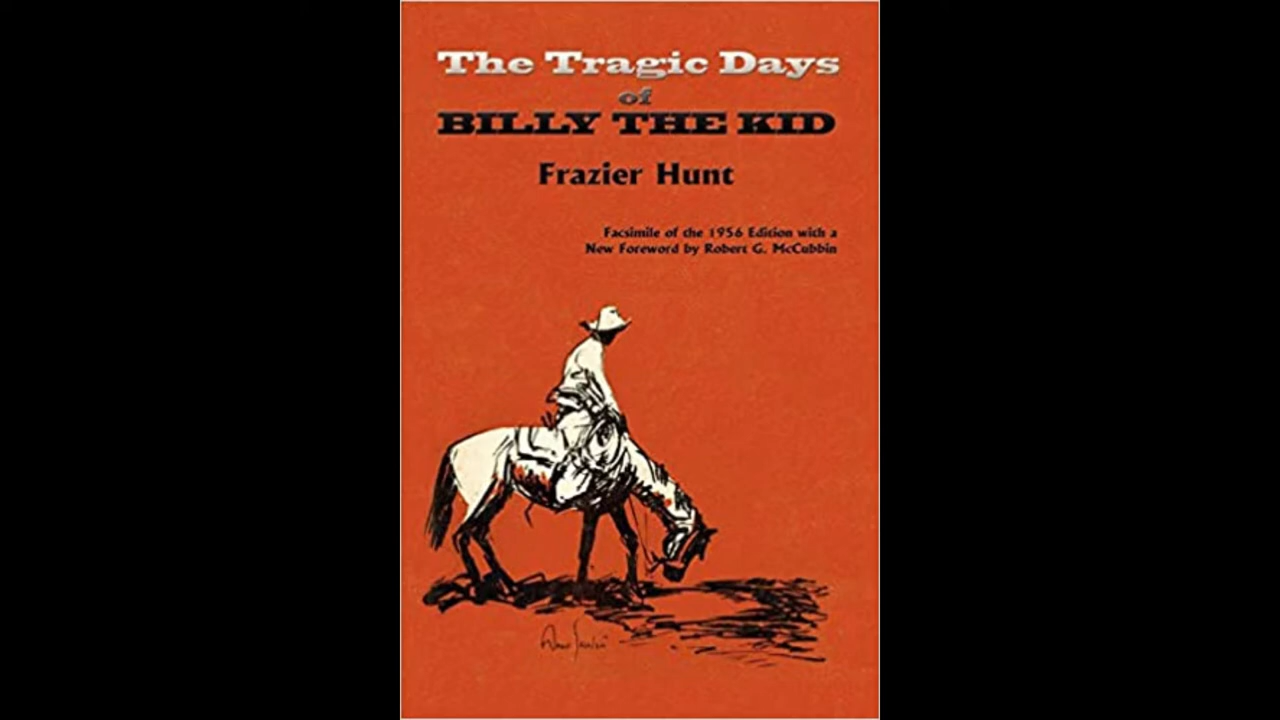 The Tragic Days
of
BILLY THE KID
Frazier Hunt
Facsimile of the 1956 Edition with a
New Foreword by Robert G. McCubbin